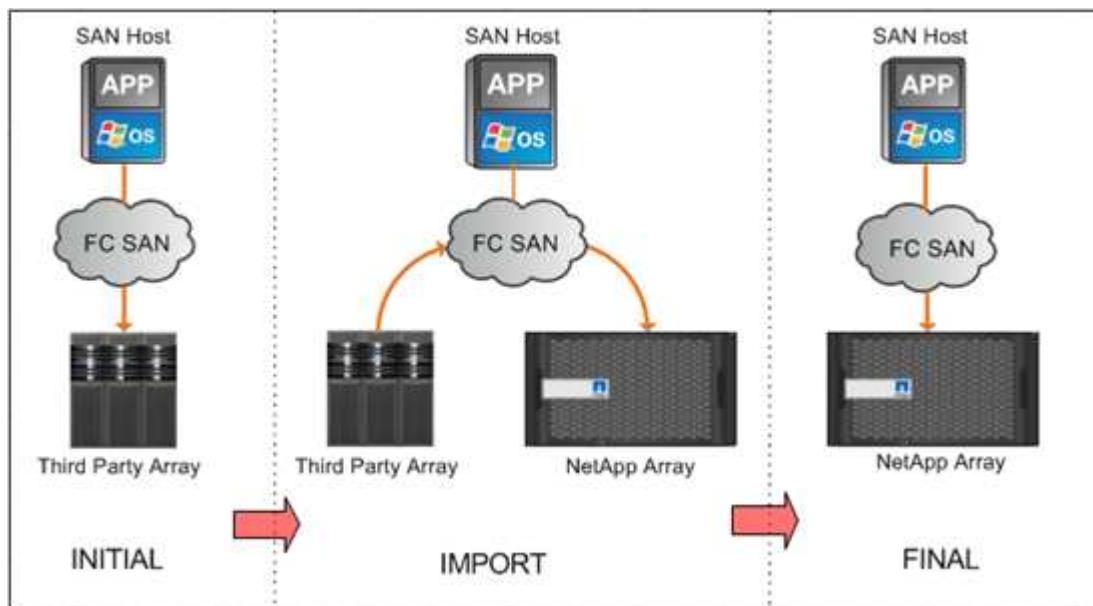 SAN Host
APP
OS
FC SAN
Third Party Array
INITIAL
SAN Host
APP
OS
FC SAN
Third Party Array
NetApp Array
IMPORT
SAN Host
APP
OS
FC SAN
NetApp Array
FINAL